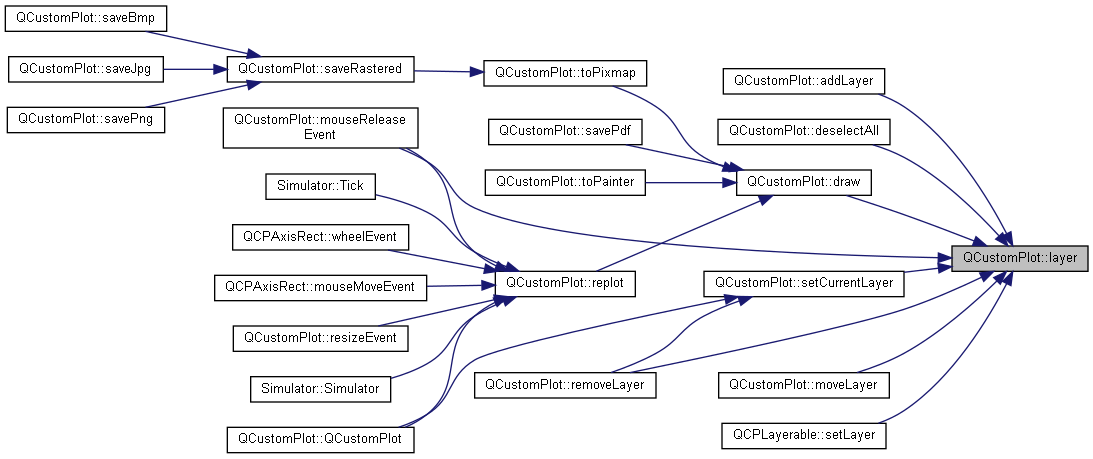 QCustomPlot::saveBmp
QCustomPlot::saveJpg
QCustomPlot::savePng
QCustomPlot::saveRastered
QCustomPlot::mouseRelease
Event
Simulator::Tick
QCPAxisRect::wheelEvent
QCPAxisRect::mouseMoveEvent
QCustomPlot::resizeEvent
Simulator::Simulator
QCustomPlot::QCustomPlot
QCustomPlot::toPixmap
QCustomPlot::savePdf
QCustomPlot::toPainter
QCustomPlot::replot
QCustomPlot::removeLayer
QCustomPlot::addLayer
QCustomPlot::deselectAll
QCustomPlot::draw
QCustomPlot::setCurrentLayer
QCustomPlot::moveLayer
QCPLayerable::setLayer
QCustomPlot::layer